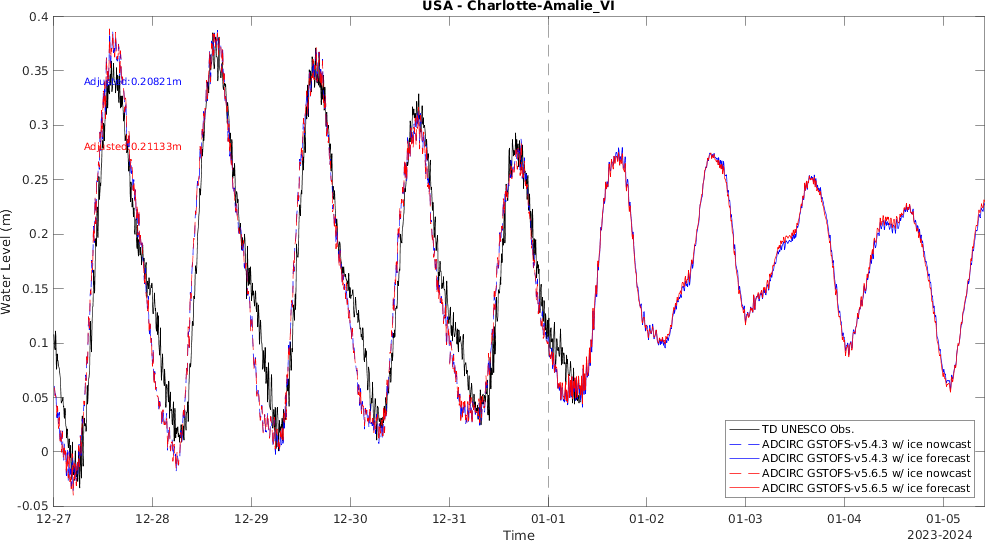 USA - Charlotte-Amalie_VI
0.4
0.35
0.3
0.25
0.2
0.15
0.1
0.05
0
-0.05
Water Level (m)
Adjusted:0.20821m
Adjusted:0.21133m
TD UNESCO Obs.
ADCIRC GSTOFS-v5.4.3 w/ ice nowcast
ADCIRC GSTOFS-v5.4.3 w/ ice forecast
ADCIRC GSTOFS-v5.6.5 w/ ice nowcast
ADCIRC GSTOFS-v5.6.5 w/ ice forecast
12-27 12-28 12-29 12-30 12-31 01-01 01-02 01-03 01-04 01-05
Time
2023-2024